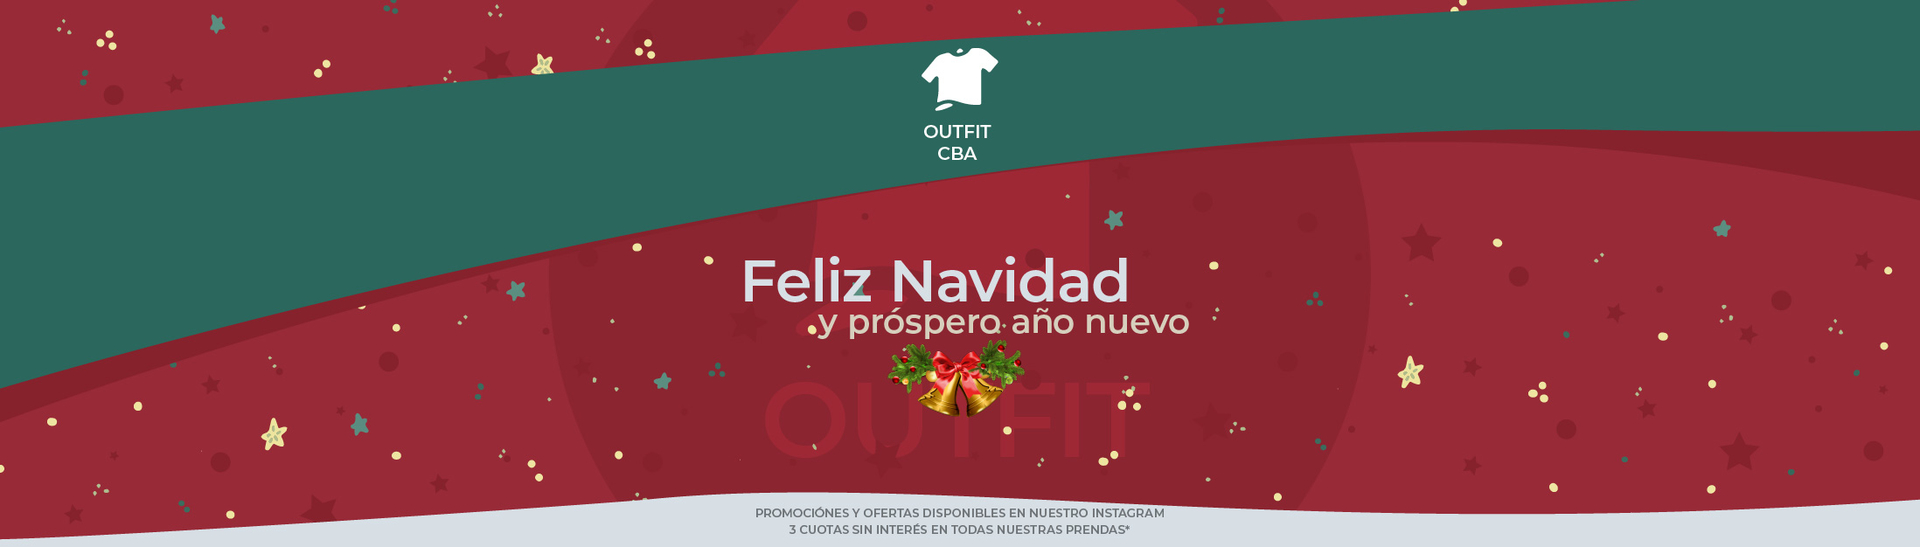 OUTFIT
CBA
Feliz Navidad
y próspero año nuevo
OUTFIT
PROMOCIÓNES Y OFERTAS DISPONIBLES EN NUESTRO INSTAGRAM
3 CUOTAS SIN INTERÉS EN TODAS NUESTRAS PRENDAS*